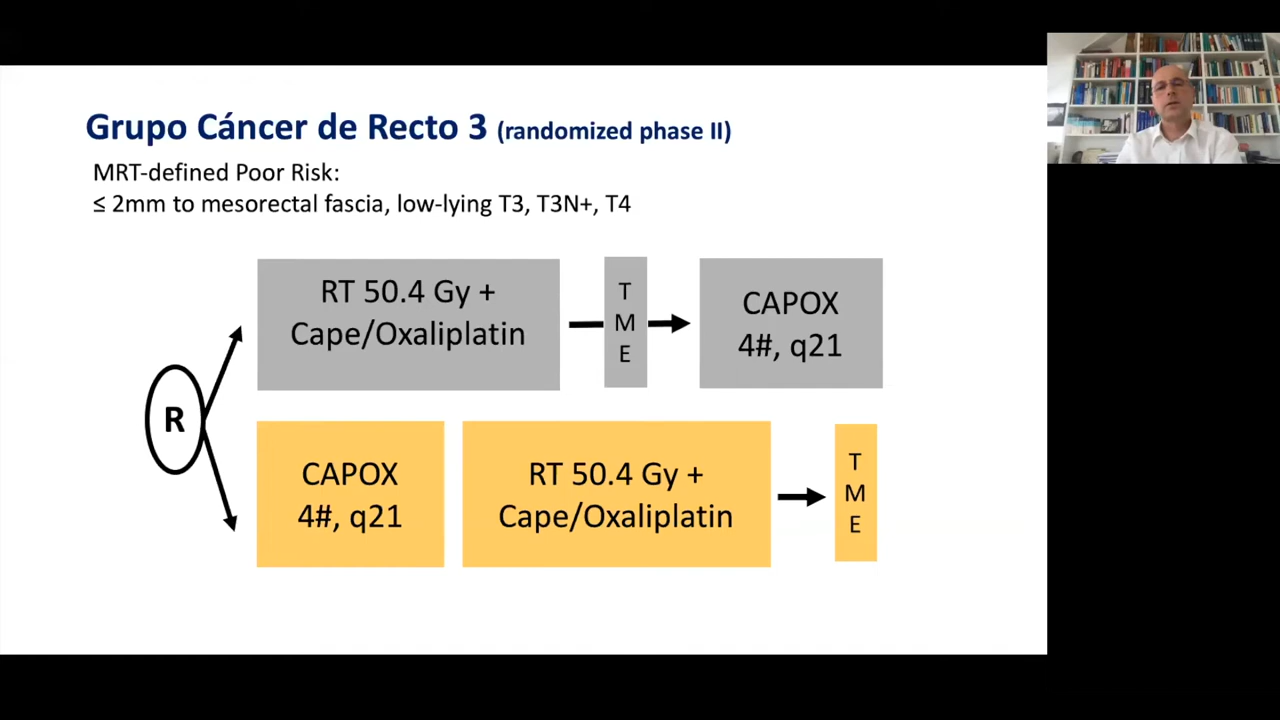 Grupo Cáncer de Recto 3 (randomized phase II)
MRT-defined Poor Risk:
≤ 2mm to mesorectal fascia, low-lying T3, T3N+, T4
RT 50.4 Gy +
Cape/Oxaliplatin
T
M
E
CAPOX
4#, q21
R
CAPOX
4#, q21
RT 50.4 Gy +
Cape/Oxaliplatin
T
M
E